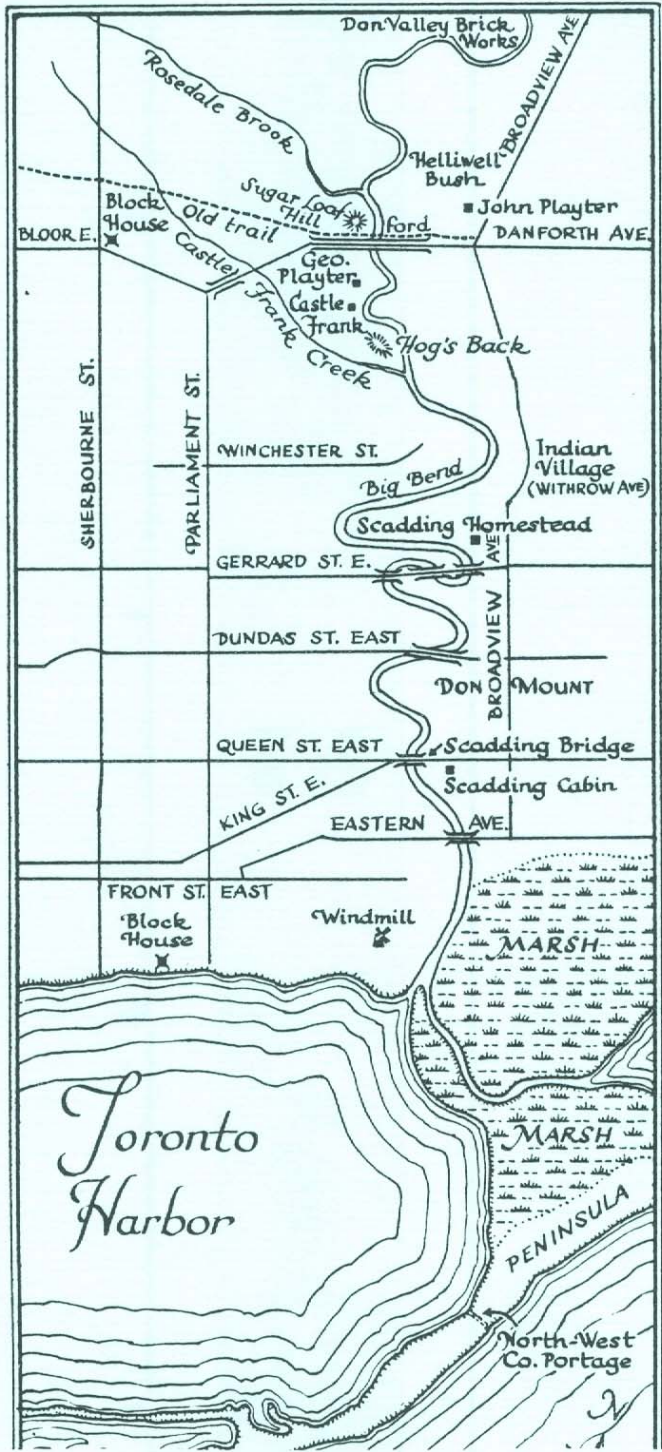 Don Valley Brick
Works
BROADVIEW AVE.
Rosedale Brook
Helliwell
Bush
Sugar Loaf
Hill
John Playter
Block
House
Old trail
ford
BLOOR E.
DANFORTH AVE.
Castle Frank Creek
Geo.
Playter
Castle
Frank
Hog's Back
SHERBOURNE ST.
PARLIAMENT ST.
WINCHESTER ST.
Big Bend
Indian
Village
(WITHROW AVE)
Scadding Homestead
GERRARD ST. E.
BROADVIEW AVE
DUNDAS ST. EAST
DON MOUNT
QUEEN ST. EAST
Scadding Bridge
Scadding Cabin
KING ST. E.
EASTERN AVE.
FRONT ST. EAST
Block
House
Windmill
MARSH
Toronto
Harbor
MARSH
PENINSULA
North-West
Co. Portage